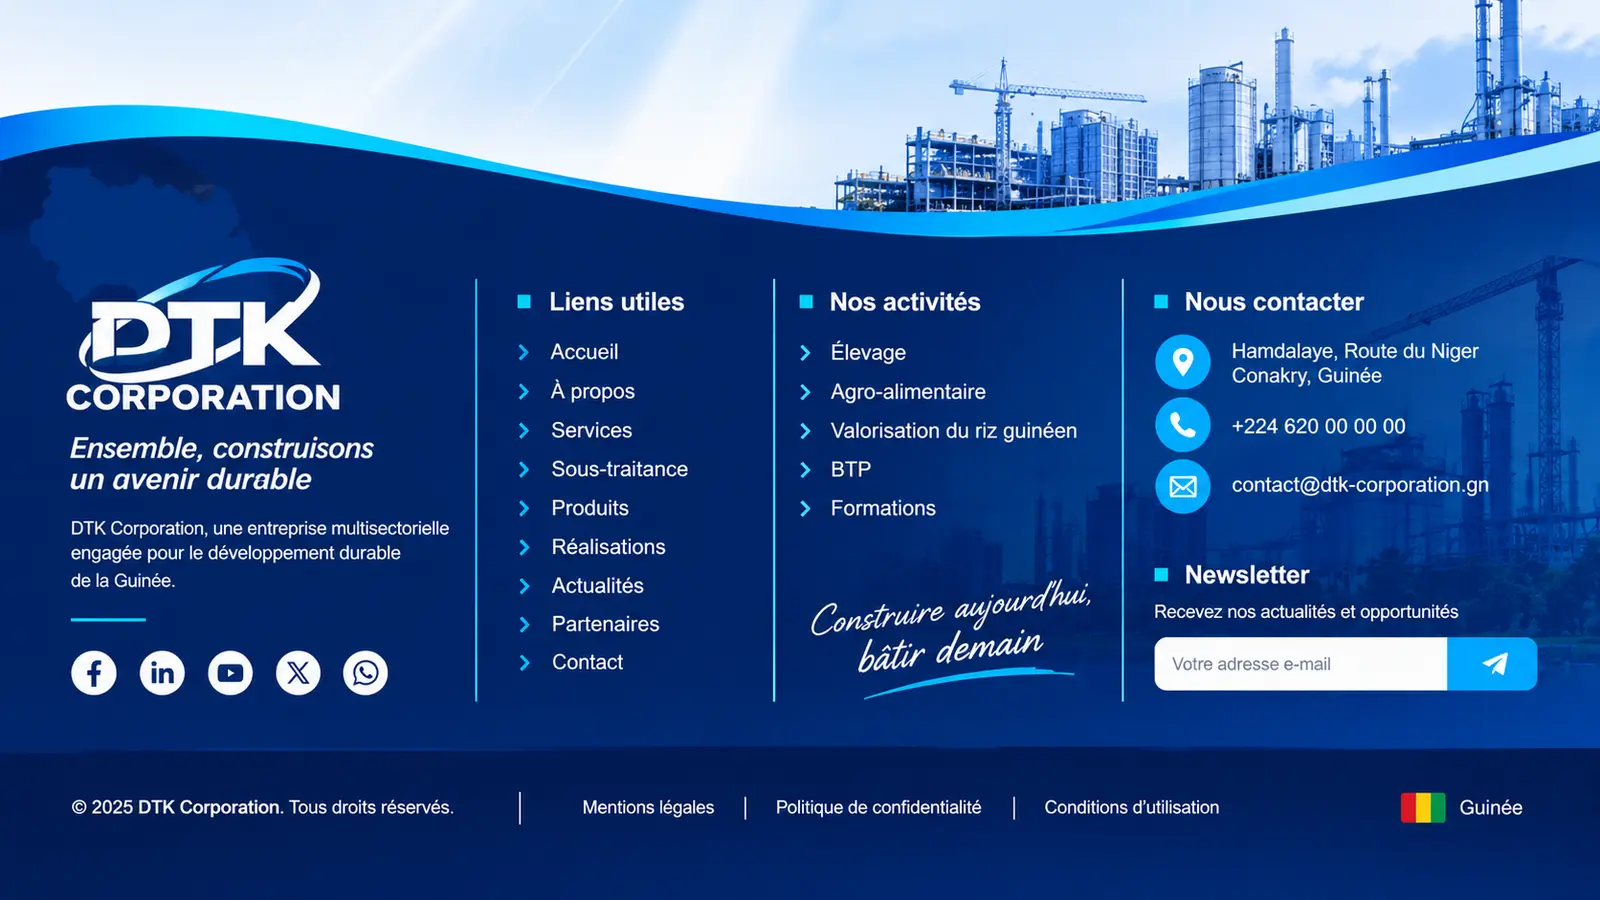 DTK
CORPORATION
Ensemble, construisons
un avenir durable
DTK Corporation, une entreprise multisectorielle
engagée pour le développement durable
de la Guinée.
Liens utiles
Accueil
À propos
Services
Sous-traitance
Produits
Réalisations
Actualités
Partenaires
Contact
Nos activités
Élevage
Agro-alimentaire
Valorisation du riz guinéen
BTP
Formations
Construire aujourd'hui,
bâtir demain
Nous contacter
Hamdalaye, Route du Niger
Conakry, Guinée
+224 620 00 00 00
contact@dtk-corporation.gn
Newsletter
Recevez nos actualités et opportunités
Votre adresse e-mail
© 2025 DTK Corporation. Tous droits réservés.
Mentions légales
Politique de confidentialité
Conditions d'utilisation
Guinée